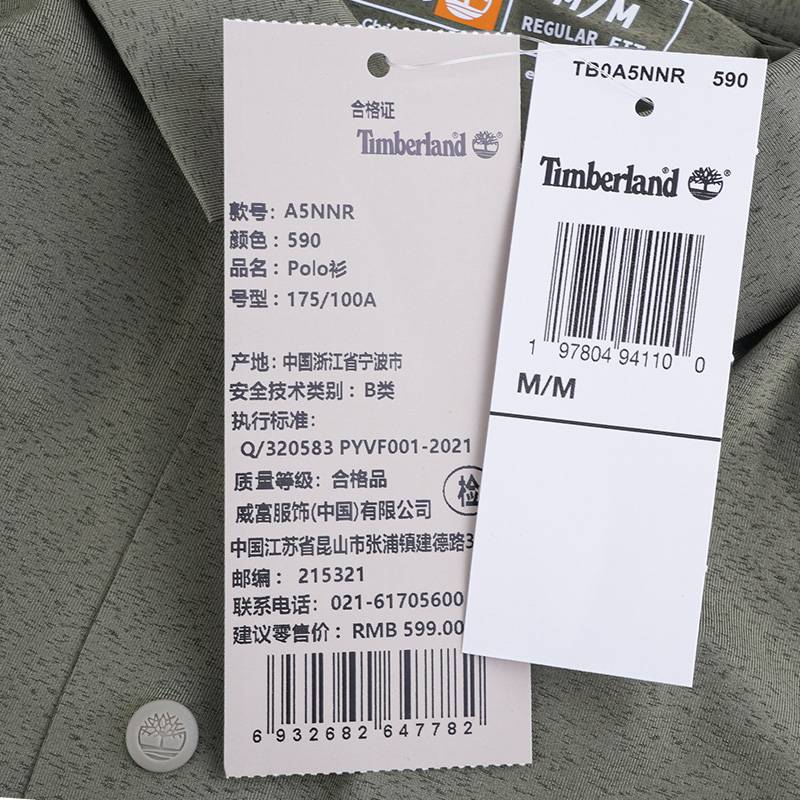 M/M
REGULAR FIT
合格证
Timberland
款号: A5NNR
颜色: 590
品名: Polo衫
号型: 175/100A
产地: 中国浙江省宁波市
安全技术类别: B类
执行标准:
Q/320583 PYVF001-2021
质量等级: 合格品
检
威富服饰(中国)有限公司
中国江苏省昆山市张浦镇建德路3
邮编: 215321
联系电话: 021-61705600
建议零售价: RMB 599.00
6 932682 647782
TB0A5NNR 590
Timberland
1 97804 94110 0
M/M